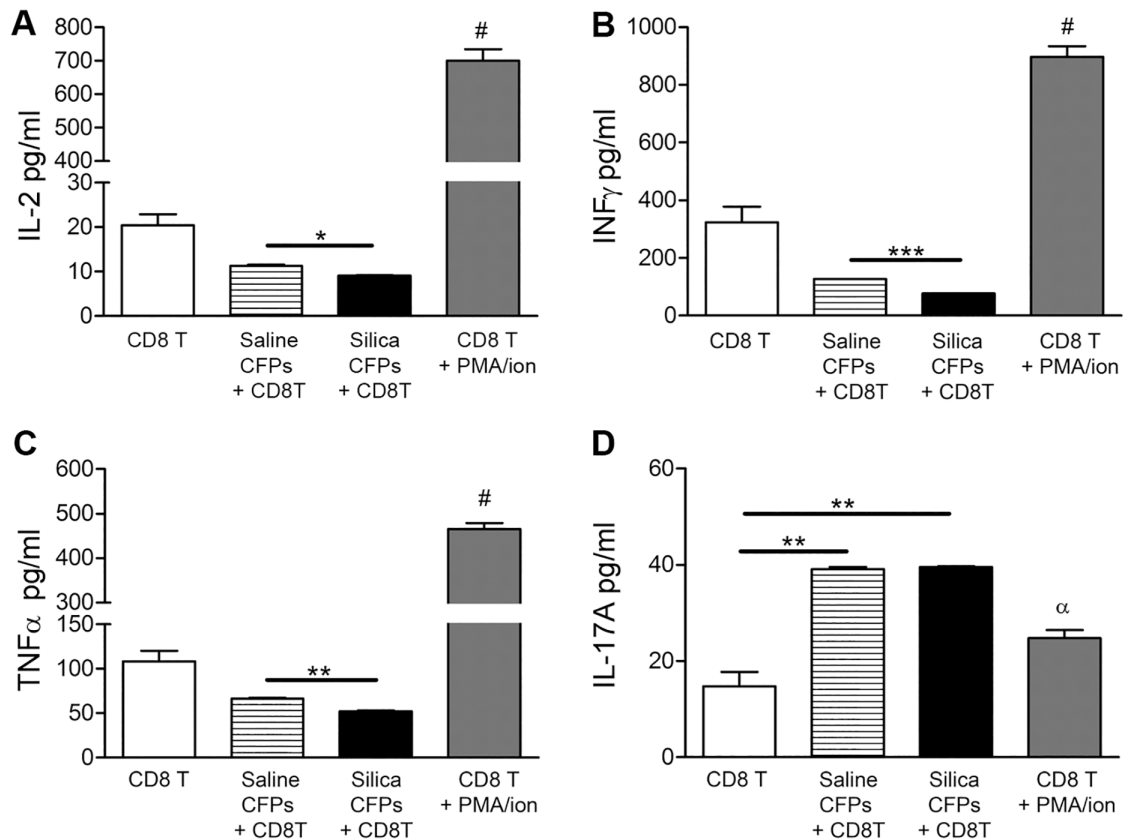 A
IL-2 pg/ml
800
700
600
500
400
30
20
10
0
#
*
CD8 T
Saline
CFPs
+ CD8T
Silica
CFPs
+ CD8T
CD8 T
+ PMA/ion
B
INFγ pg/ml
1000
800
600
400
200
0
#
***
CD8 T
Saline
CFPs
+ CD8T
Silica
CFPs
+ CD8T
CD8 T
+ PMA/ion
C
TNFα pg/ml
600
500
400
300
150
100
50
0
#
**
CD8 T
Saline
CFPs
+ CD8T
Silica
CFPs
+ CD8T
CD8 T
+ PMA/ion
D
IL-17A pg/ml
60
40
20
0
**
**
α
CD8 T
Saline
CFPs
+ CD8T
Silica
CFPs
+ CD8T
CD8 T
+ PMA/ion